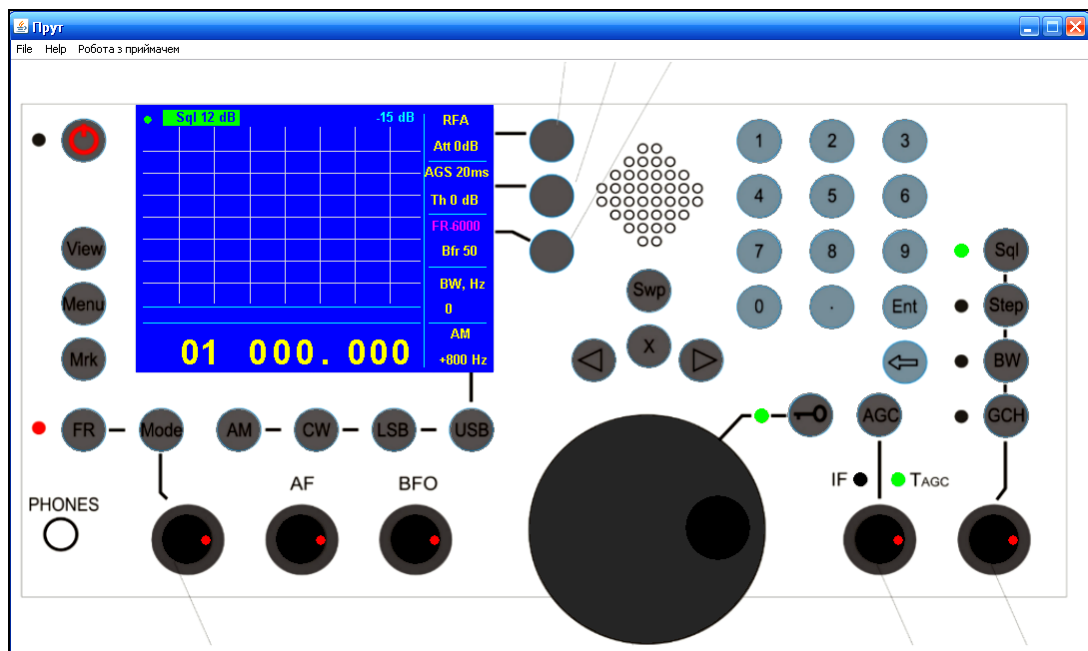 Прут
File Help Робота з приймачем
Sql 12 dB -15 dB RFA
Att 0dB
AGS 20ms
Th 0 dB
FR-6000
Bfr 50
BW, Hz
0
AM
01 000.000 +800 Hz
View
Menu
Mrk
FR Mode AM CW LSB USB
PHONES
AF BFO
Swp
X
1 2 3
4 5 6
7 8 9
0 . Ent
Sql
Step
BW
GCH
AGC
IF TAGC